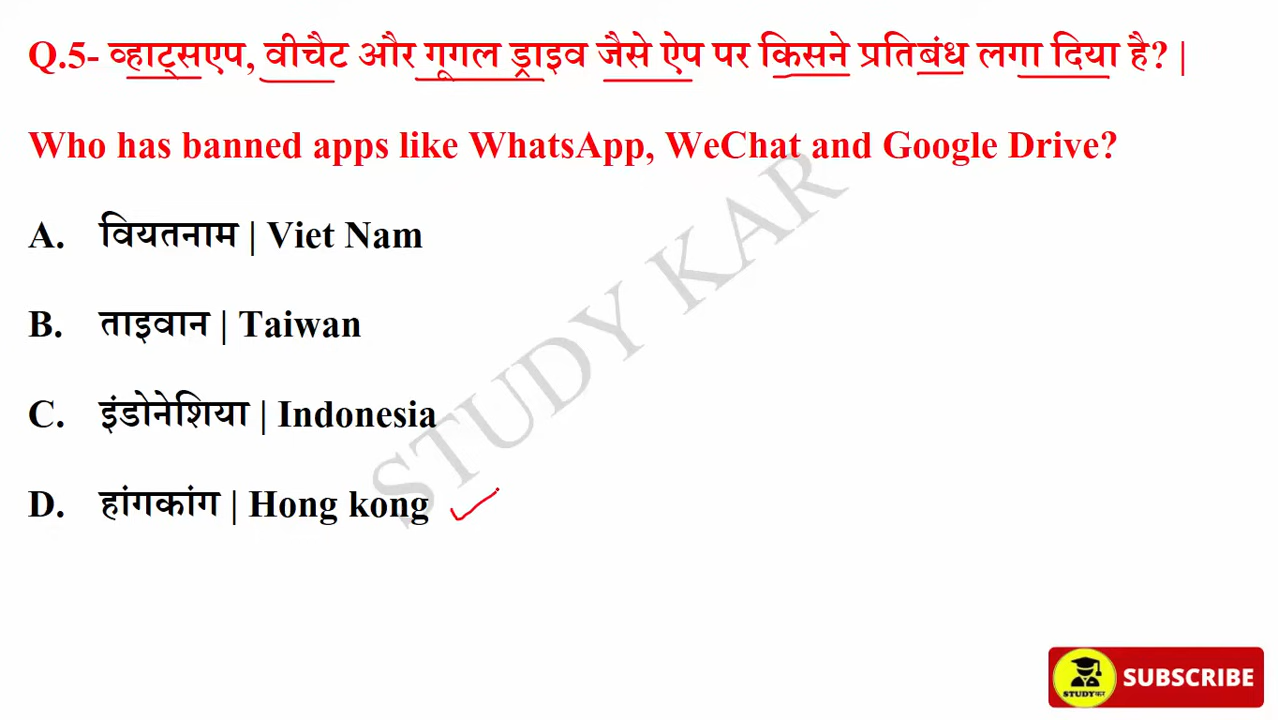 Q.5- व्हाट्सएप, वीचैट और गूगल ड्राइव जैसे ऐप पर किसने प्रतिबंध लगा दिया है? |
Who has banned apps like WhatsApp, WeChat and Google Drive?
A. वियतनाम | Viet Nam
B. ताइवान | Taiwan
C. इंडोनेशिया | Indonesia
D. हांगकांग | Hong kong
STUDY KAR
STUDYकर
SUBSCRIBE